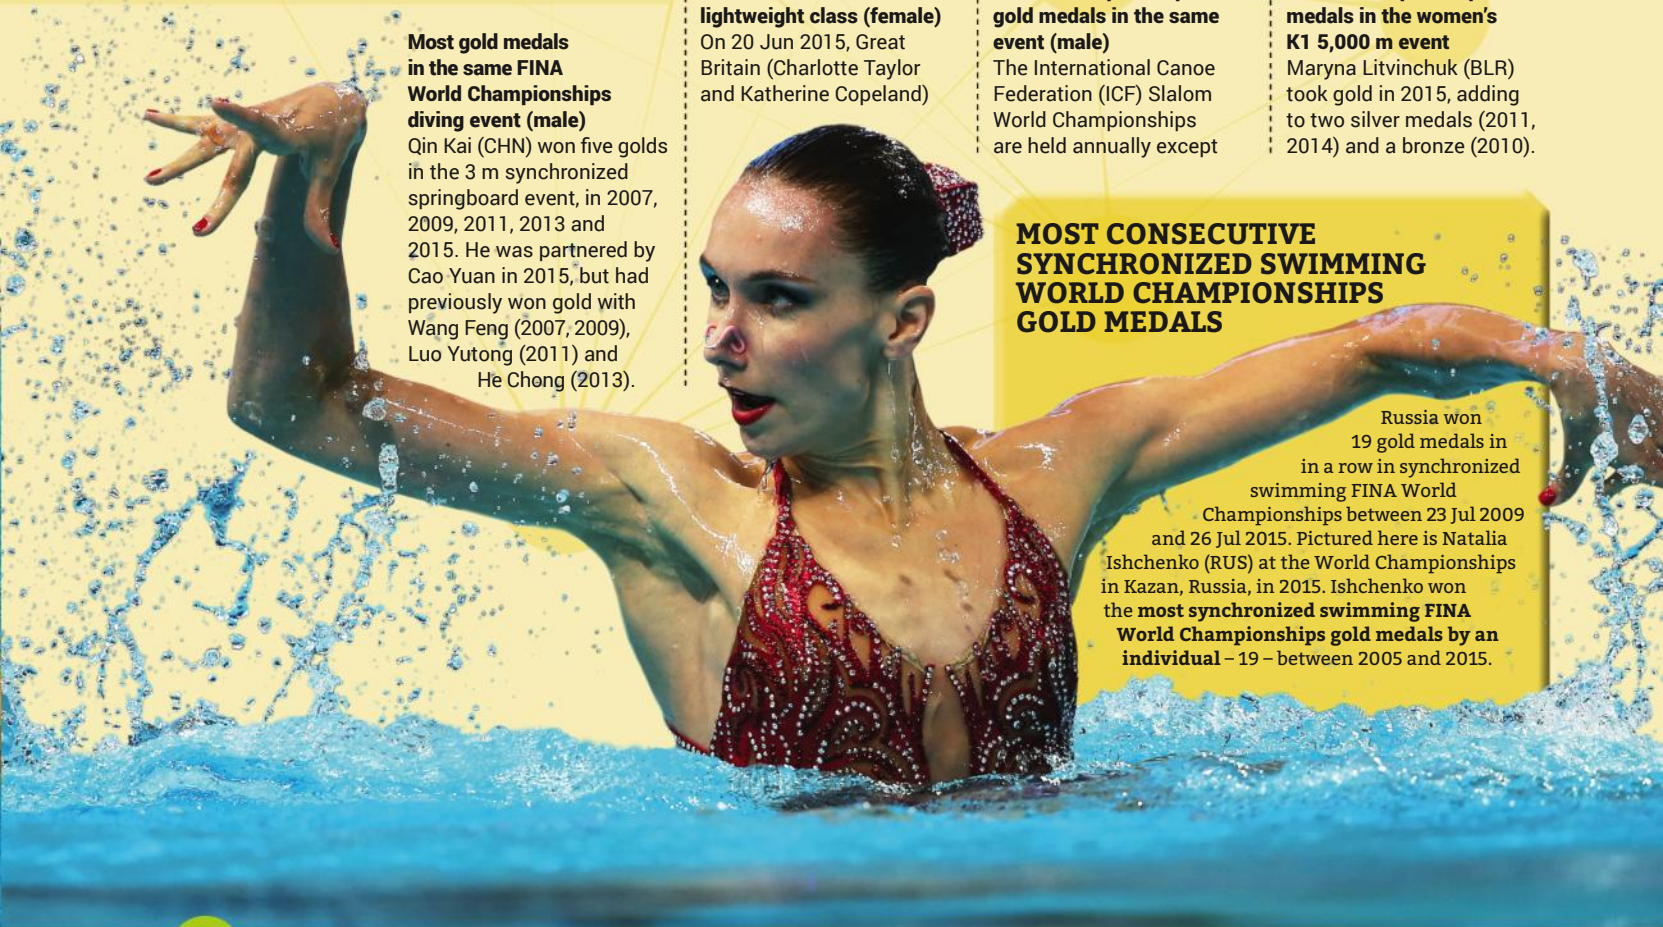 Most gold medals
in the same FINA
World Championships
diving event (male)
Qin Kai (CHN) won five golds
in the 3 m synchronized
springboard event, in 2007,
2009, 2011, 2013 and
2015. He was partnered by
Cao Yuan in 2015, but had
previously won gold with
Wang Feng (2007, 2009),
Luo Yutong (2011) and
He Chong (2013).
lightweight class (female)
On 20 Jun 2015, Great
Britain (Charlotte Taylor
and Katherine Copeland)
gold medals in the same
event (male)
The International Canoe
Federation (ICF) Slalom
World Championships
are held annually except
medals in the women's
K1 5,000 m event
Maryna Litvinchuk (BLR)
took gold in 2015, adding
to two silver medals (2011,
2014) and a bronze (2010).
MOST CONSECUTIVE
SYNCHRONIZED SWIMMING
WORLD CHAMPIONSHIPS
GOLD MEDALS
Russia won
19 gold medals in
in a row in synchronized
swimming FINA World
Championships between 23 Jul 2009
and 26 Jul 2015. Pictured here is Natalia
Ishchenko (RUS) at the World Championships
in Kazan, Russia, in 2015. Ishchenko won
the most synchronized swimming FINA
World Championships gold medals by an
individual – 19 – between 2005 and 2015.